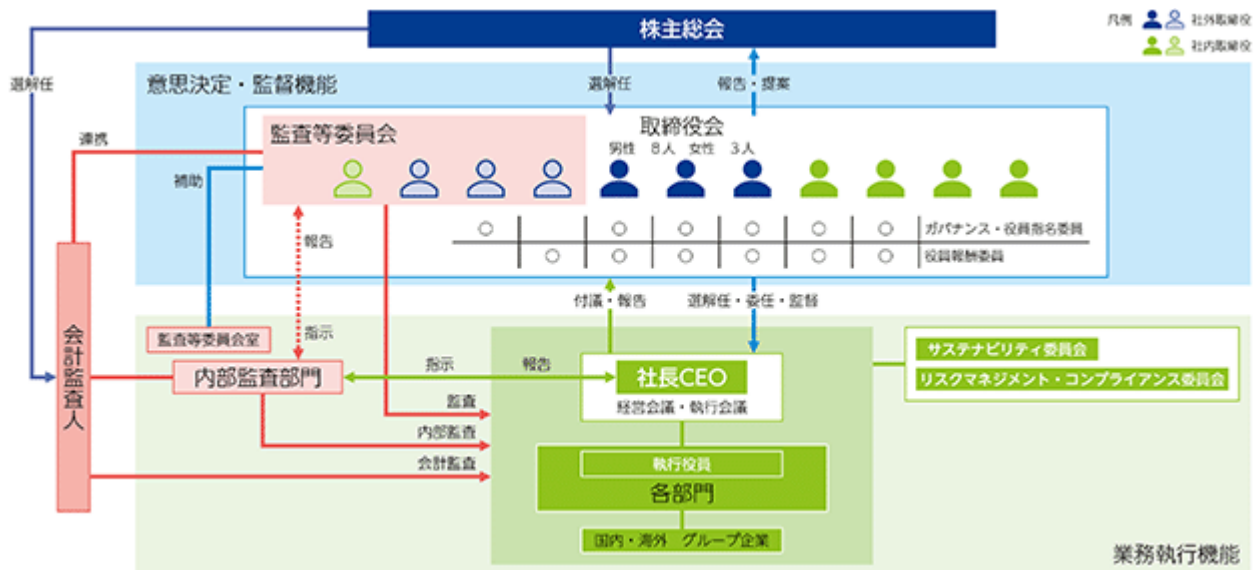 株主総会
凡例
社外取締役
社内取締役
選解任
意思決定・監督機能
選解任
報告・提案
連携
監査等委員会
取締役会
男性 8人 女性 3人
補助
報告
○ ○ ○ ○ ○ ○ ガバナンス・役員指名委員
○ ○ ○ ○ ○ ○ 役員報酬委員
付議・報告
選解任・委任・監督
会計監査人
監査等委員会室
指示
内部監査部門
指示
報告
社長CEO
経営会議・執行会議
サステナビリティ委員会
リスクマネジメント・コンプライアンス委員会
監査
内部監査
会計監査
執行役員
各部門
国内・海外 グループ企業
業務執行機能